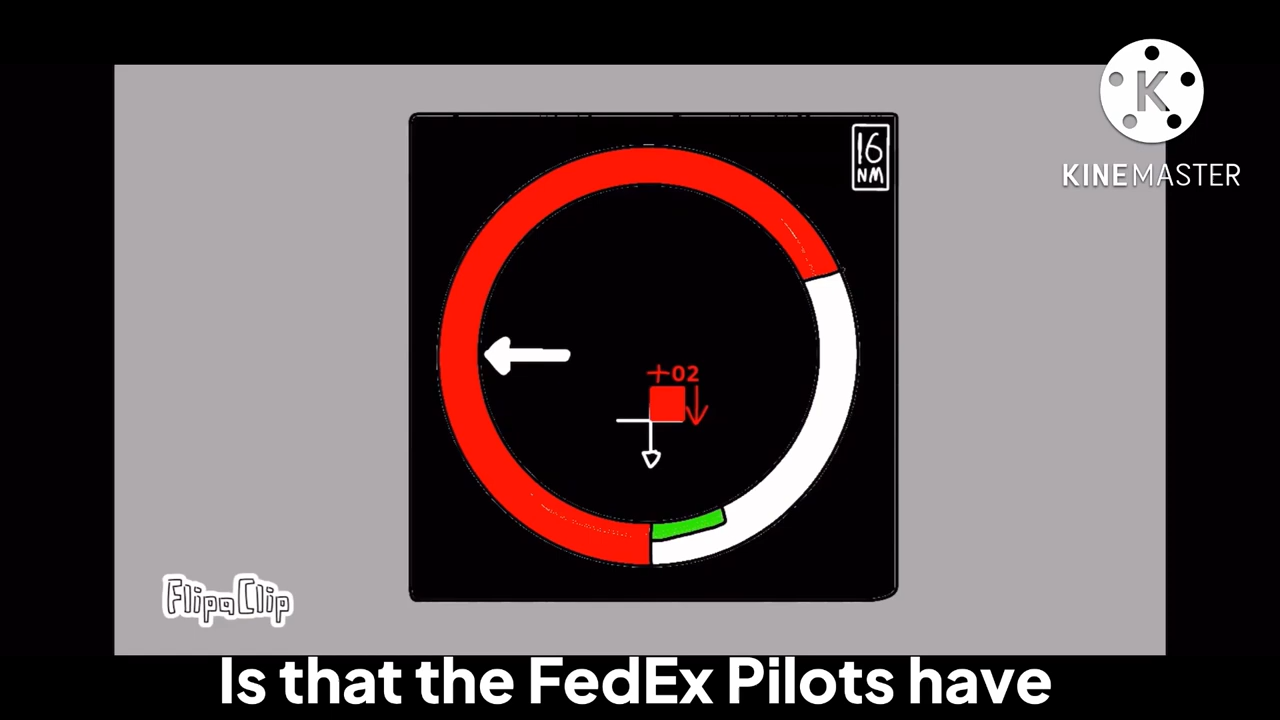 16
NM
K
KINEMASTER
+02
FlipaClip
Is that the FedEx Pilots have